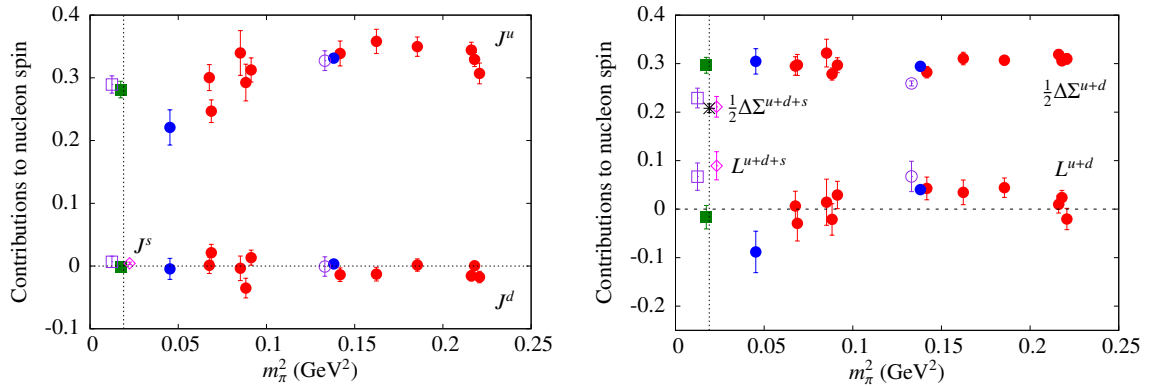 Contributions to nucleon spin
0.4
0.3
0.2
0.1
0
-0.1
J^u
J^s
J^d
0 0.05 0.1 0.15 0.2 0.25
m_π^2 (GeV^2)
Contributions to nucleon spin
0.4
0.3
0.2
0.1
0
-0.1
-0.2
½ΔΣ^{u+d+s}
½ΔΣ^{u+d}
L^{u+d+s}
L^{u+d}
0 0.05 0.1 0.15 0.2 0.25
m_π^2 (GeV^2)